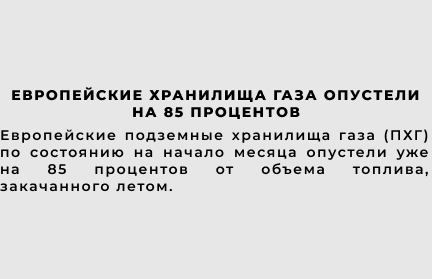 ЕВРОПЕЙСКИЕ ХРАНИЛИЩА ГАЗА ОПУСТЕЛИ
НА 85 ПРОЦЕНТОВ
Европейские подземные хранилища газа (ПХГ)
по состоянию на начало месяца опустели уже
на 85 процентов от объема топлива,
закачанного летом.